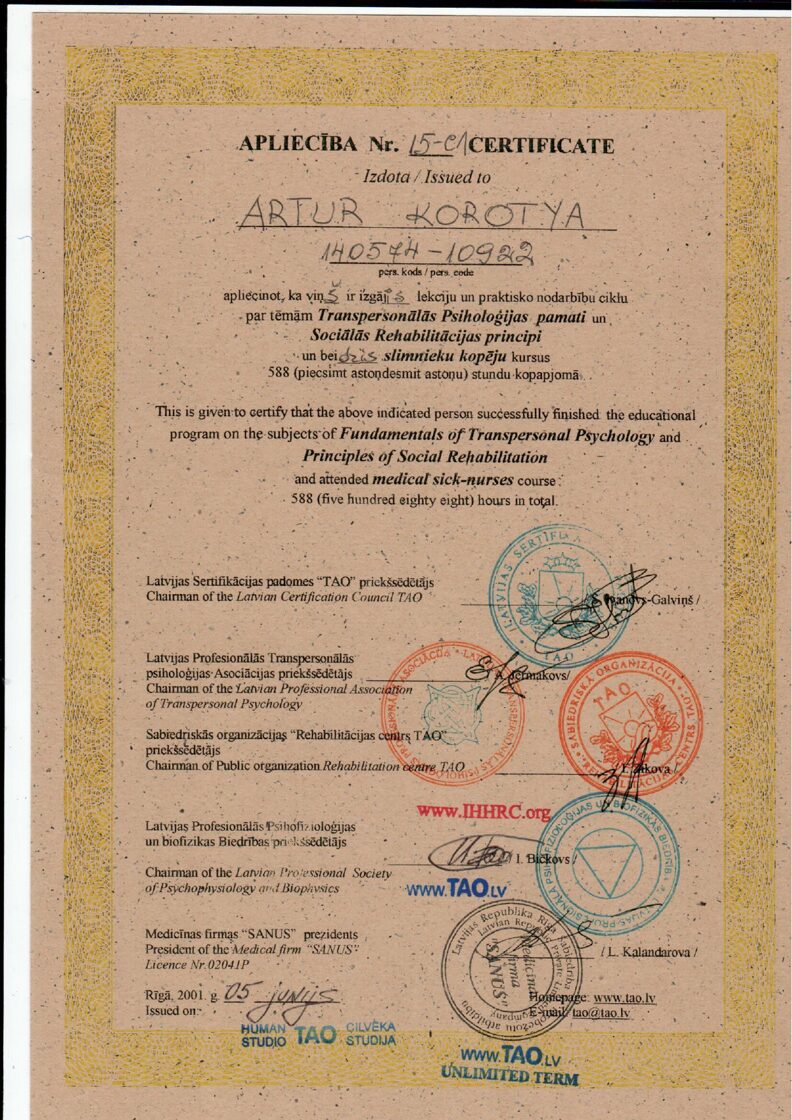 APLIECĪBA Nr. L5-01 CERTIFICATE
Izdota / Issued to
ARTUR KOROTYA
140574-10922
pers. kods / pers. code
apliecinot, ka viņš ir izgājis lekciju un praktisko nodarbību ciklu
par tēmām Transpersonālās Psiholoģijas pamati un
Sociālās Rehabilitācijas principi
un beidzis slimnieku kopēju kursus
588 (piecsimt astoņdesmit astoņu) stundu kopapjomā.
This is given to certify that the above indicated person successfully finished the educational
program on the subjects of Fundamentals of Transpersonal Psychology and
Principles of Social Rehabilitation
and attended medical sick-nurses course:
588 (five hundred eighty eight) hours in total.
Latvijas Sertifikācijas padomes “TAO” priekšsēdētājs
Chairman of the Latvian Certification Council TAO
-Galviņš /
Latvijas Profesionālās Transpersonālās
psiholoģijas Asociācijas priekšsēdētājs
A. Jermakovs/
Chairman of the Latvian Professional Association
of Transpersonal Psychology
Sabiedriskās organizācijas “Rehabilitācijas centrs TAO”
priekšsēdētājs
Chairman of Public organization Rehabilitation centre TAO
www.IHHRC.org
Latvijas Profesionālās Psihofizioloģijas
un biofizikas Biedrības priekšsēdētājs
/ I. Bičkovs /
Chairman of the Latvian Professional Society
of Psychophysiology and Biophysics
www.TAO.LV
Medicīnas firmas “SANUS” prezidents
President of the Medical firm “SANUS”
Licence Nr.02041P
/ L. Kalandarova /
Rīgā, 2001. g. 05 junijs
Issued on:
Homepage: www.tao.lv
E-mail: tao@tao.lv
HUMAN STUDIO TAO CILVĒKA STUDIJA
www.TAO.LV
UNLIMITED TERM